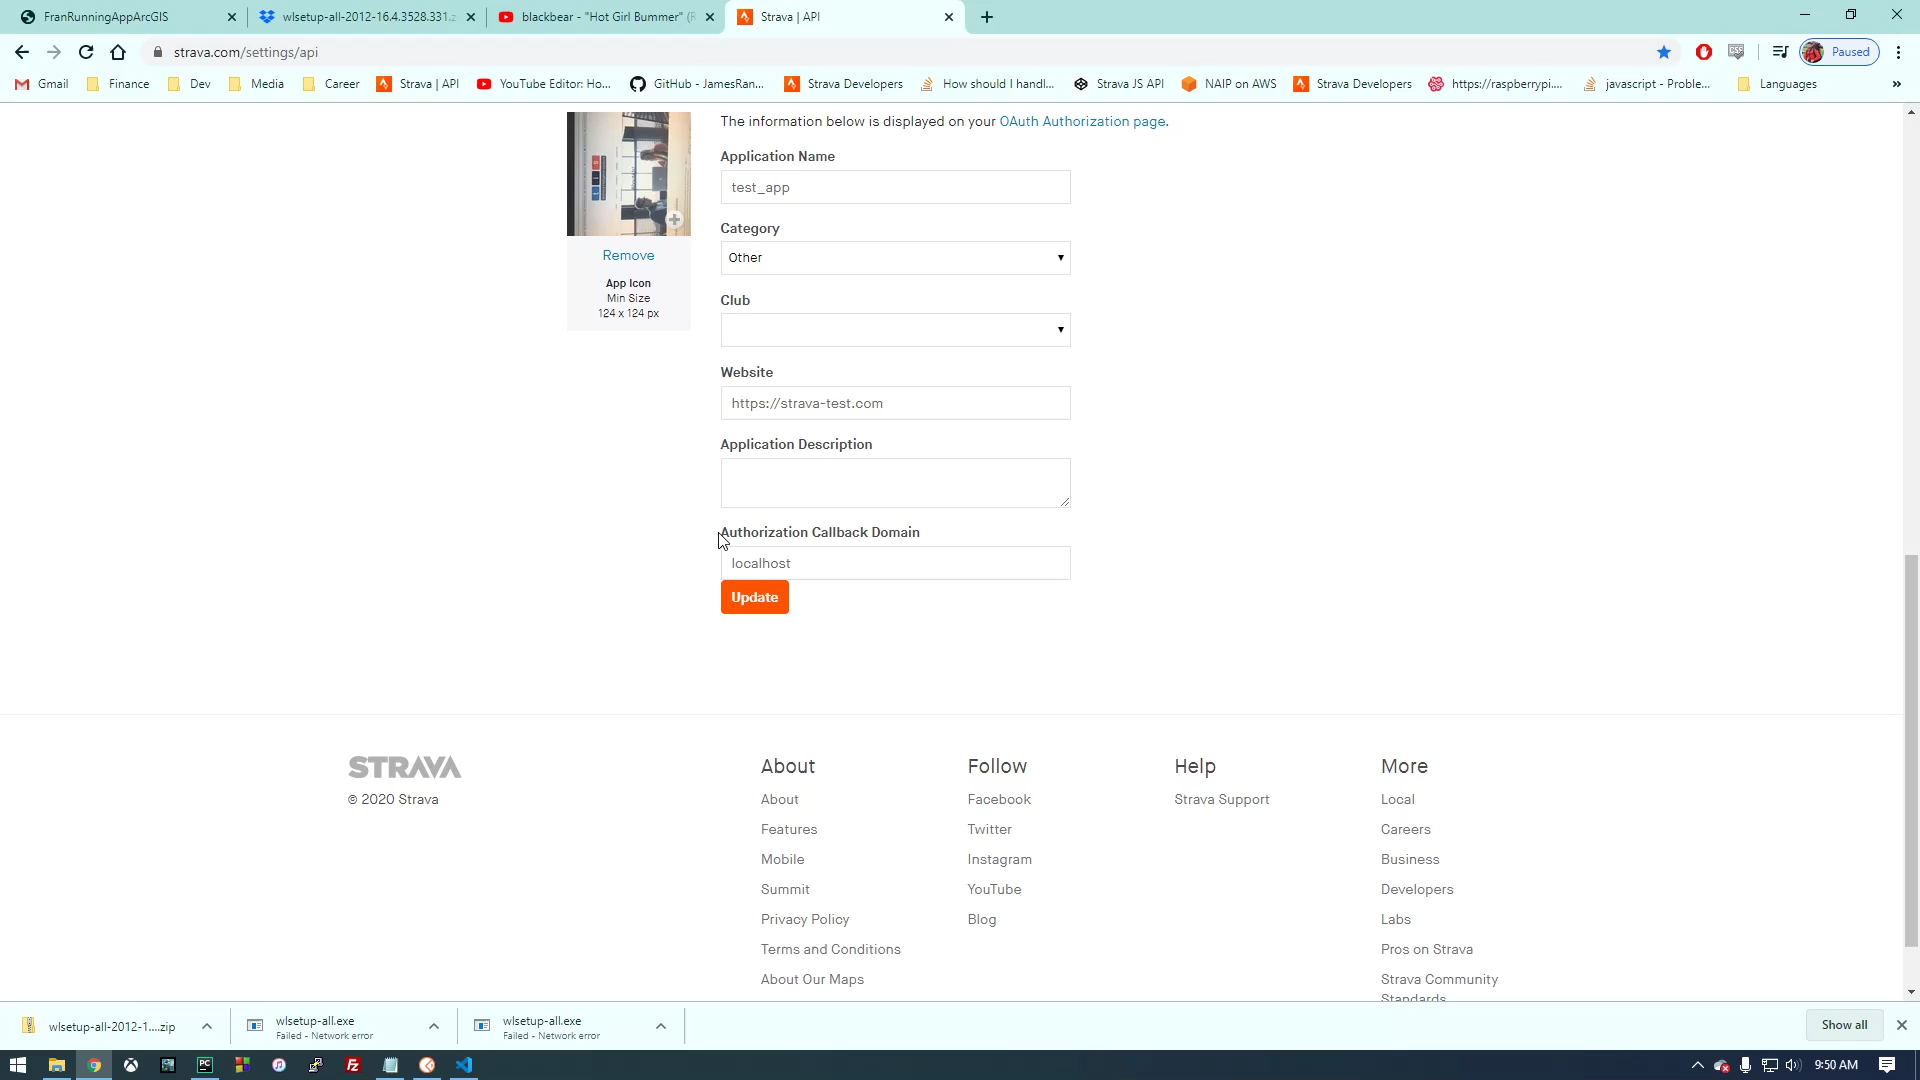 FranRunningAppArcGIS
wlsetup-all-2012-16.4.3528.331.z
blackbear - "Hot Girl Bummer" (R
Strava | API
strava.com/settings/api
Paused
Gmail
Finance
Dev
Media
Career
Strava | API
YouTube Editor: Ho...
GitHub - JamesRan...
Strava Developers
How should I handl...
Strava JS API
NAIP on AWS
Strava Developers
https://raspberrypi....
javascript - Proble...
Languages
»
The information below is displayed on your OAuth Authorization page.
Application Name
test_app
Remove
App Icon
Min Size
124 x 124 px
Category
Other
Club
Website
https://strava-test.com
Application Description
Authorization Callback Domain
localhost
Update
STRAVA
© 2020 Strava
About
About
Features
Mobile
Summit
Privacy Policy
Terms and Conditions
About Our Maps
Follow
Facebook
Twitter
Instagram
YouTube
Blog
Help
Strava Support
More
Local
Careers
Business
Developers
Labs
Pros on Strava
Strava Community
Standards
wlsetup-all-2012-1....zip
wlsetup-all.exe
Failed - Network error
wlsetup-all.exe
Failed - Network error
Show all
9:50 AM